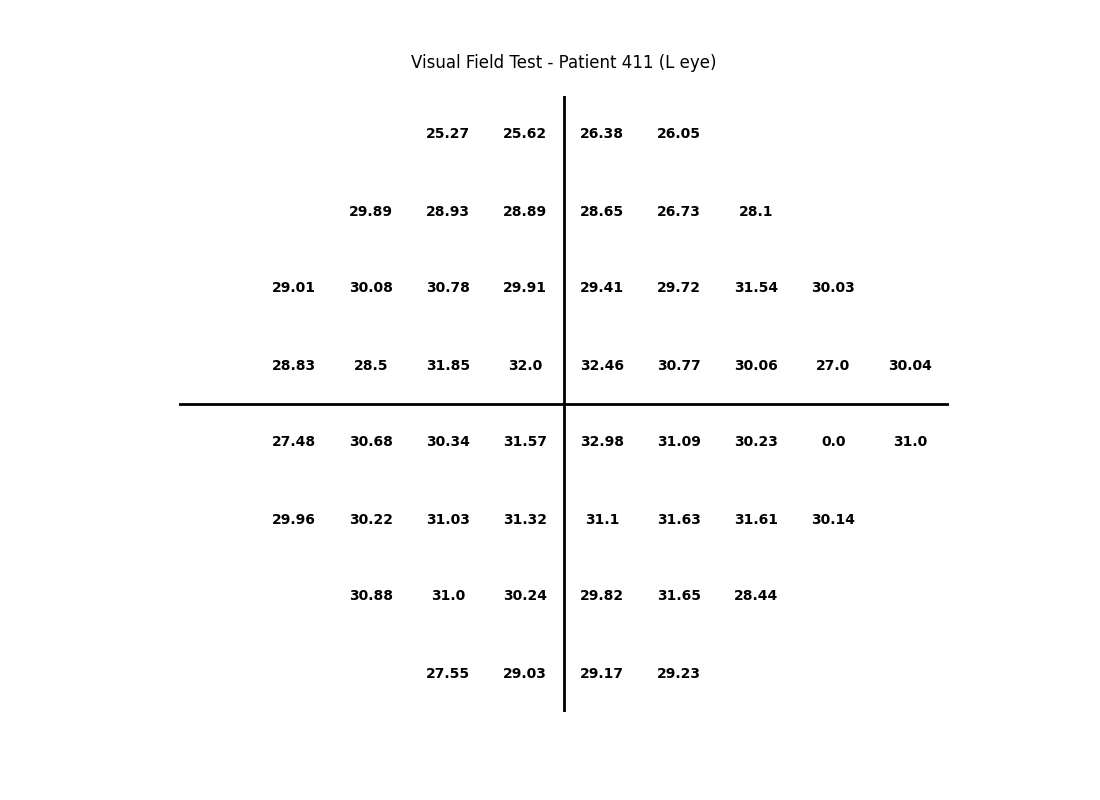 Visual Field Test - Patient 411 (L eye)
25.27 25.62 26.38 26.05
29.89 28.93 28.89 28.65 26.73 28.1
29.01 30.08 30.78 29.91 29.41 29.72 31.54 30.03
28.83 28.5 31.85 32.0 32.46 30.77 30.06 27.0 30.04
27.48 30.68 30.34 31.57 32.98 31.09 30.23 0.0 31.0
29.96 30.22 31.03 31.32 31.1 31.63 31.61 30.14
30.88 31.0 30.24 29.82 31.65 28.44
27.55 29.03 29.17 29.23